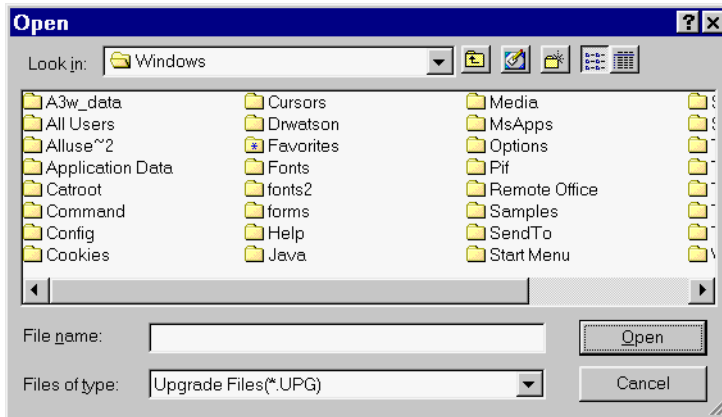 Open
Look in: Windows
A3w_data
All Users
Alluse~2
Application Data
Catroot
Command
Config
Cookies
Cursors
Drwatson
Favorites
Fonts
fonts2
forms
Help
Java
Media
MsApps
Options
Pif
Remote Office
Samples
SendTo
Start Menu
File name:
Open
Files of type: Upgrade Files(*.UPG)
Cancel